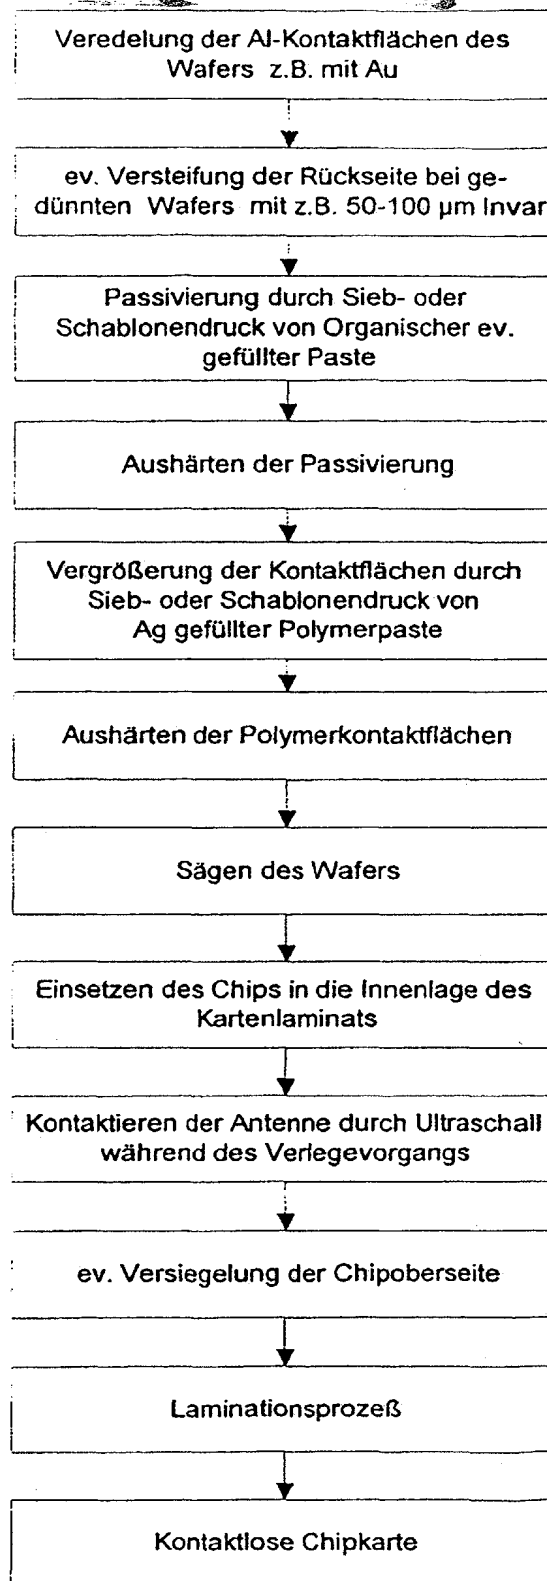 Veredelung der Al-Kontaktflächen des
Wafers z.B. mit Au
ev. Versteifung der Rückseite bei ge-
dünnten Wafers mit z.B. 50-100 µm Invar
Passivierung durch Sieb- oder
Schablonendruck von Organischer ev.
gefüllter Paste
Aushärten der Passivierung
Vergrößerung der Kontaktflächen durch
Sieb- oder Schablonendruck von
Ag gefüllter Polymerpaste
Aushärten der Polymerkontaktflächen
Sägen des Wafers
Einsetzen des Chips in die Innenlage des
Kartenlaminats
Kontaktieren der Antenne durch Ultraschall
während des Verlegevorgangs
ev. Versiegelung der Chipoberseite
Laminationsprozeß
Kontaktlose Chipkarte